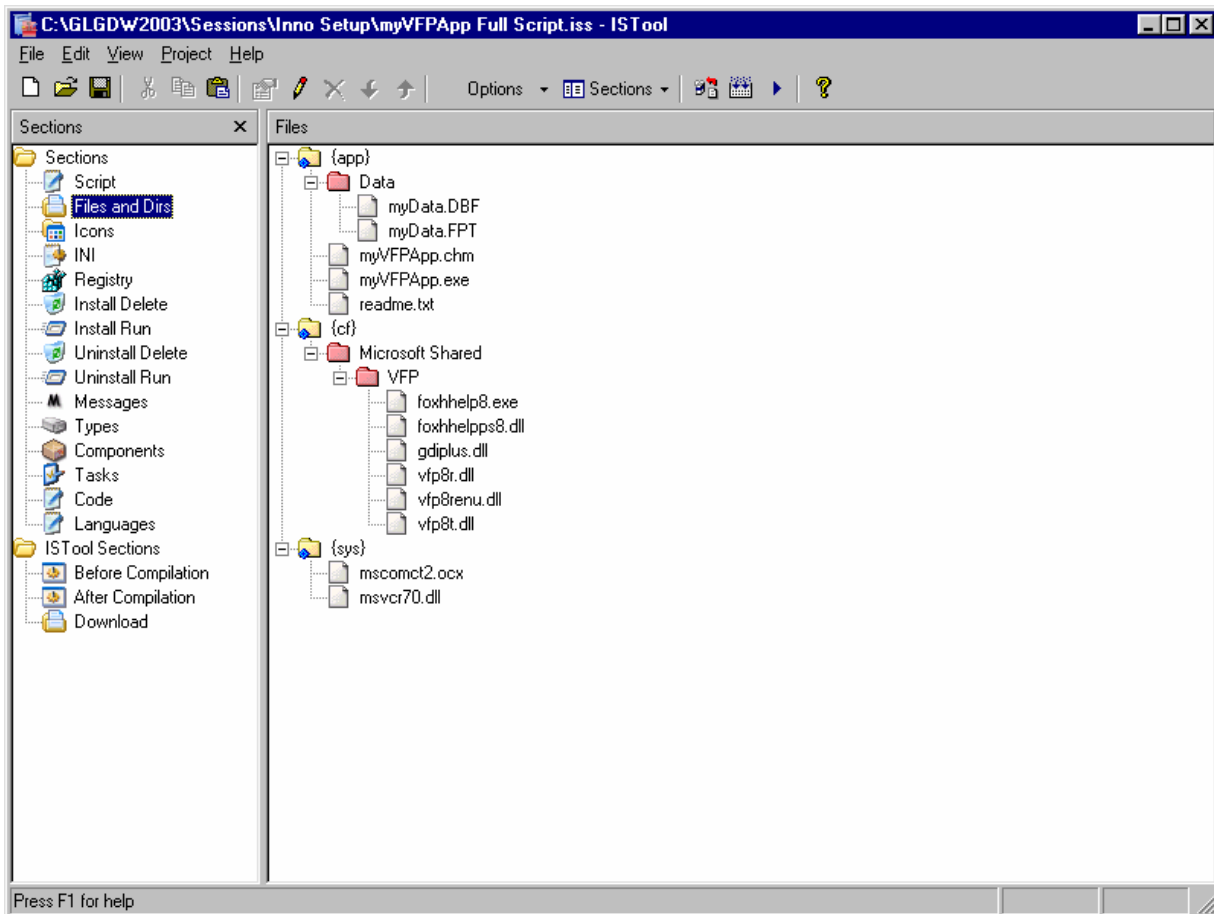 C:\GLGDW2003\Sessions\Inno Setup\myVFPApp Full Script.iss - ISTool
File Edit View Project Help
Options Sections
Sections
Sections
Script
Files and Dirs
Icons
INI
Registry
Install Delete
Install Run
Uninstall Delete
Uninstall Run
Messages
Types
Components
Tasks
Code
Languages
ISTool Sections
Before Compilation
After Compilation
Download
Files
{app}
Data
myData.DBF
myData.FPT
myVFPApp.chm
myVFPApp.exe
readme.txt
{cf}
Microsoft Shared
VFP
foxhhelp8.exe
foxhhelpps8.dll
gdiplus.dll
vfp8r.dll
vfp8renu.dll
vfp8t.dll
{sys}
mscomct2.ocx
msvcr70.dll
Press F1 for help